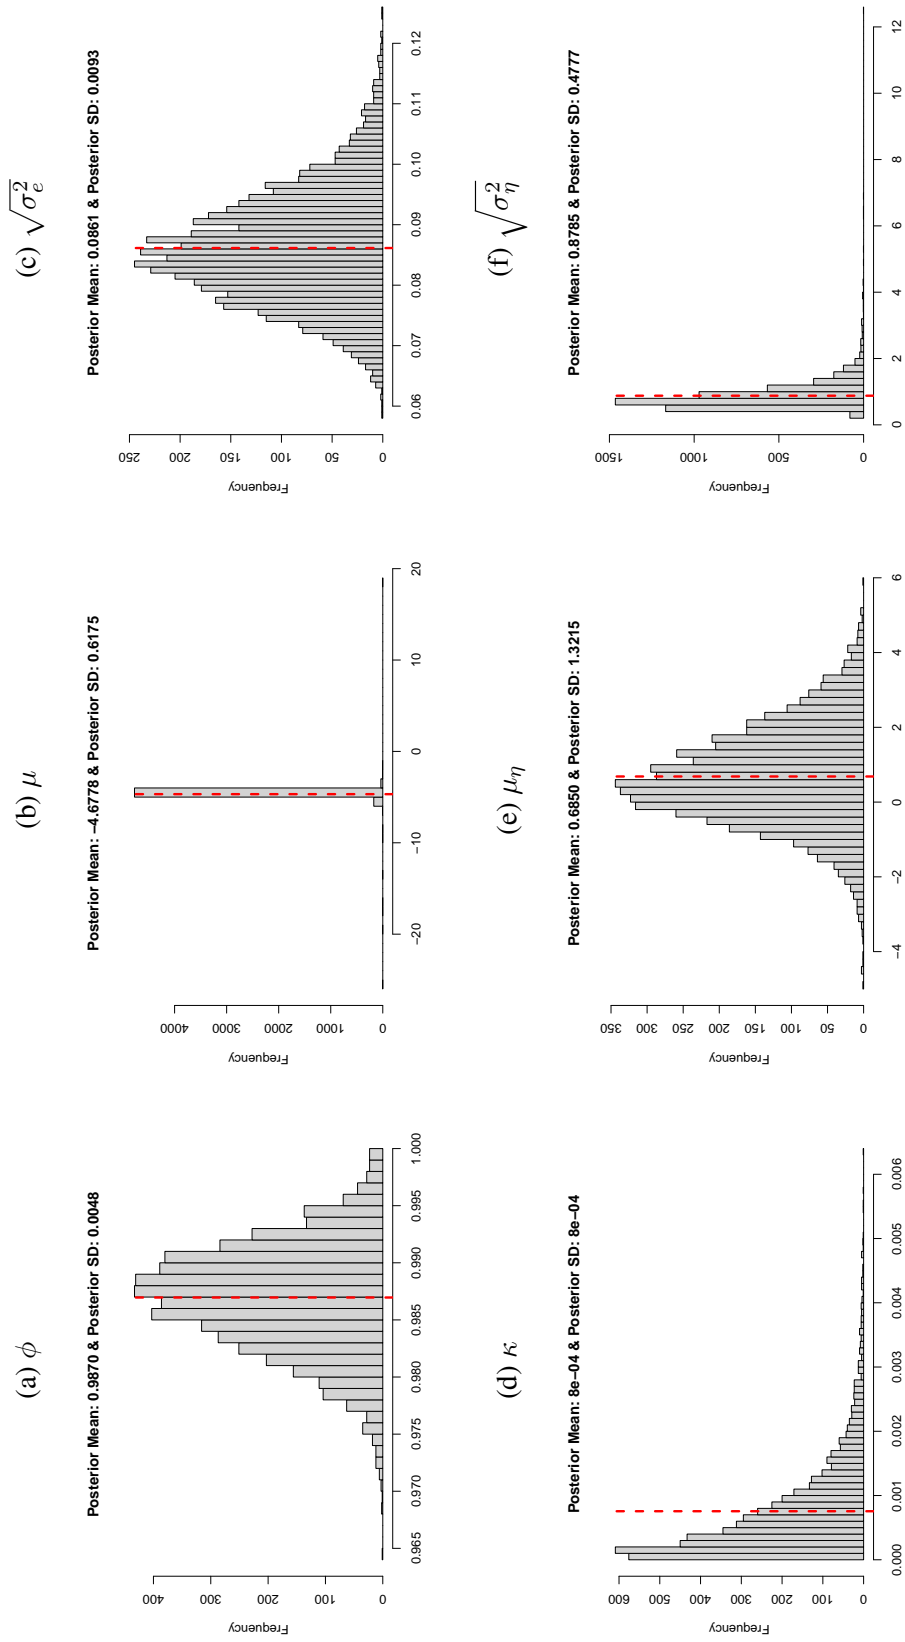 (a) ϕ
Posterior Mean: 0.9870 & Posterior SD: 0.0048
Frequency
0 100 200 300 400
0.965 0.970 0.975 0.980 0.985 0.990 0.995 1.000
(b) μ
Posterior Mean: −4.6778 & Posterior SD: 0.6175
Frequency
0 1000 2000 3000 4000
−20 −10 0 10 20
(c) √σ²ₑ
Posterior Mean: 0.0861 & Posterior SD: 0.0093
Frequency
0 50 100 150 200 250
0.06 0.07 0.08 0.09 0.10 0.11 0.12
(d) κ
Posterior Mean: 8e−04 & Posterior SD: 8e−04
Frequency
0 100 200 300 400 500 600
0.000 0.001 0.002 0.003 0.004 0.005 0.006
(e) μ_η
Posterior Mean: 0.6850 & Posterior SD: 1.3215
Frequency
0 50 100 150 200 250 300 350
−4 −2 0 2 4 6
(f) √σ²_η
Posterior Mean: 0.8785 & Posterior SD: 0.4777
Frequency
0 500 1000 1500
0 2 4 6 8 10 12